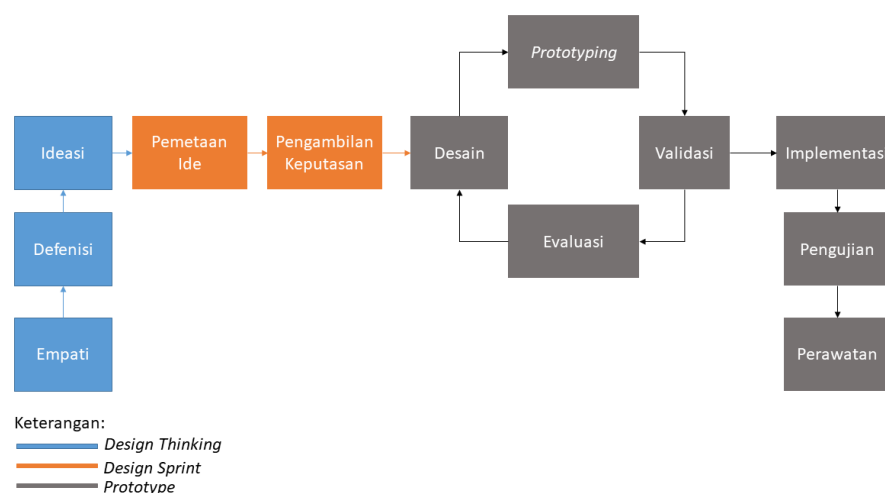 Prototyping
Ideasi
Pemetaan
Ide
Pengambilan
Keputasan
Desain
Validasi
Implementas
Defenisi
Evaluasi
Pengujian
Empati
Perawatan
Keterangan:
Design Thinking
Design Sprint
Prototype